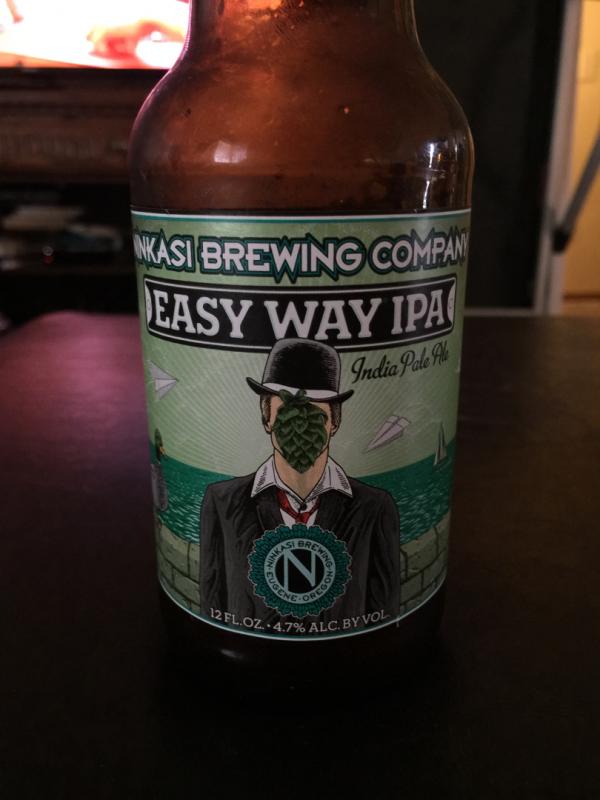 NINKASI BREWING COMPANY
EASY WAY IPA
India Pale Ale
NINKASI BREWING
N
EUGENE · OREGON
12 FL.OZ. · 4.7% ALC. BY VOL.